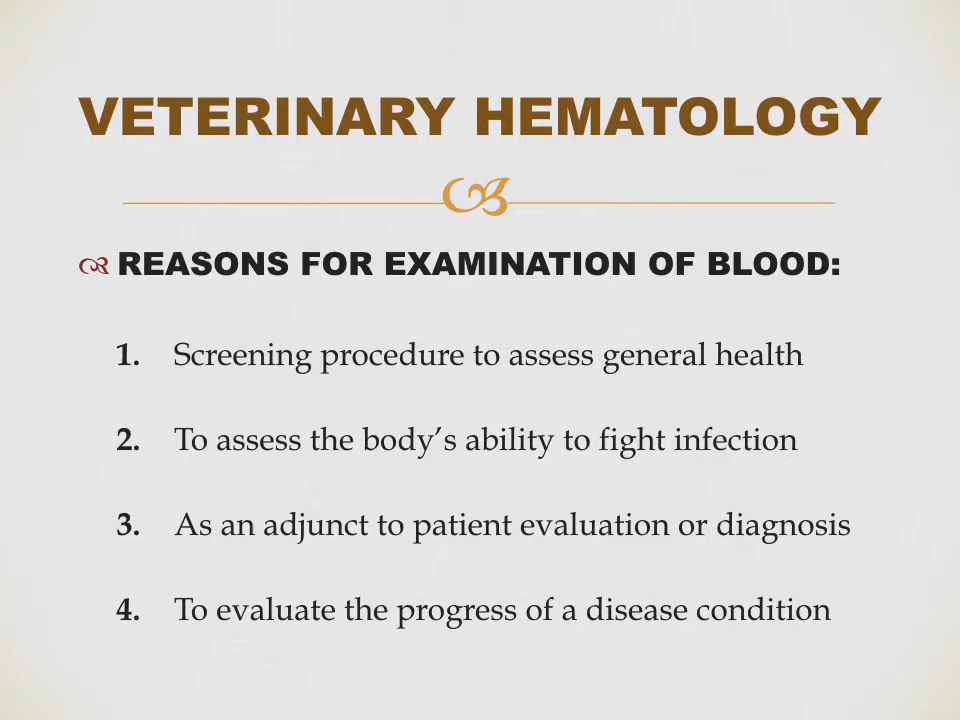 VETERINARY HEMATOLOGY
REASONS FOR EXAMINATION OF BLOOD:
1. Screening procedure to assess general health
2. To assess the body’s ability to fight infection
3. As an adjunct to patient evaluation or diagnosis
4. To evaluate the progress of a disease condition